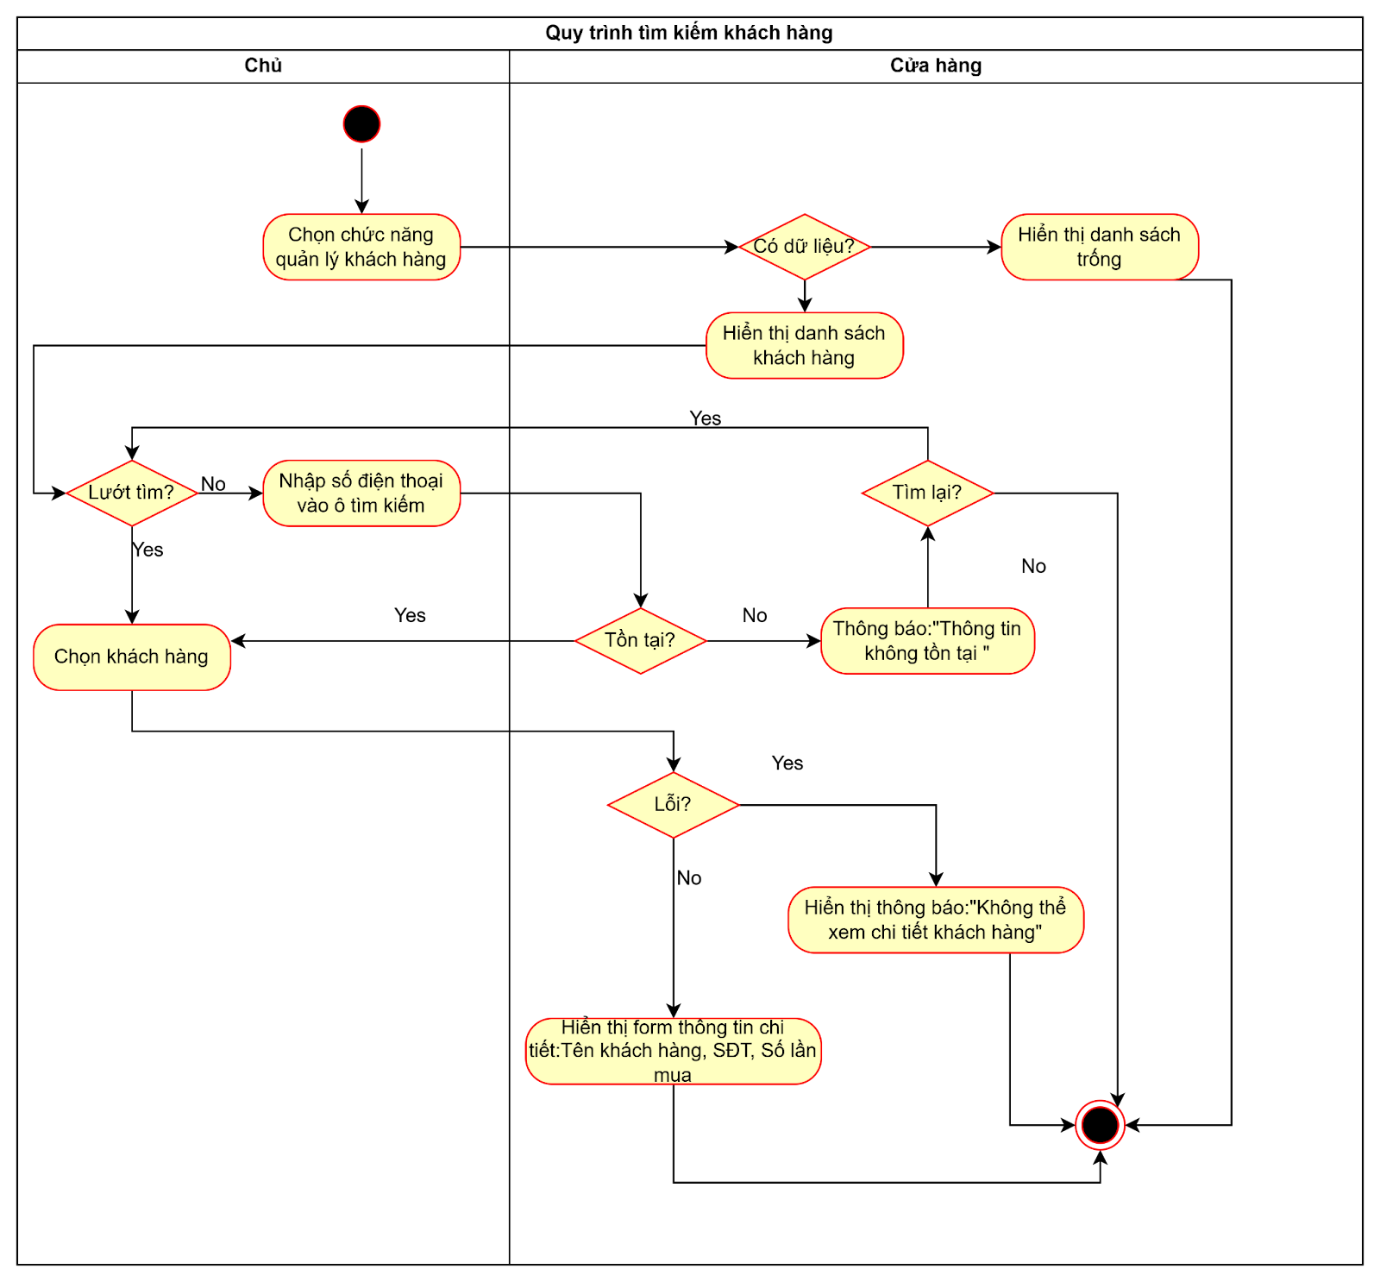 Quy trình tìm kiếm khách hàng
Chủ
Cửa hàng
Chọn chức năng
quản lý khách hàng
Có dữ liệu?
Hiển thị danh sách
trống
Hiển thị danh sách
khách hàng
Yes
Lướt tìm?
No
Nhập số điện thoại
vào ô tìm kiếm
Tìm lại?
Yes
No
Chọn khách hàng
Yes
Tồn tại?
No
Thông báo:"Thông tin
không tồn tại "
Lỗi?
Yes
No
Hiển thị thông báo:"Không thể
xem chi tiết khách hàng"
Hiển thị form thông tin chi
tiết:Tên khách hàng, SĐT, Số lần
mua